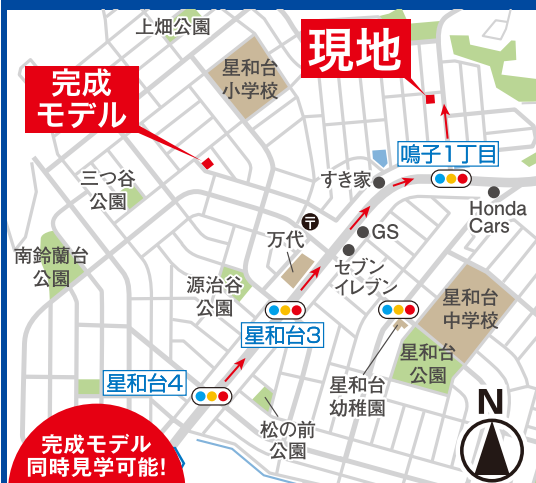 上畑公園
現地
星和台
小学校
完成
モデル
鳴子1丁目
すき家
三つ谷
公園
Honda
Cars
〒
GS
万代
セブン
イレブン
南鈴蘭台
公園
源治谷
公園
星和台
中学校
星和台3
星和台
公園
星和台4
星和台
幼稚園
松の前
公園
N
完成モデル
同時見学可能!